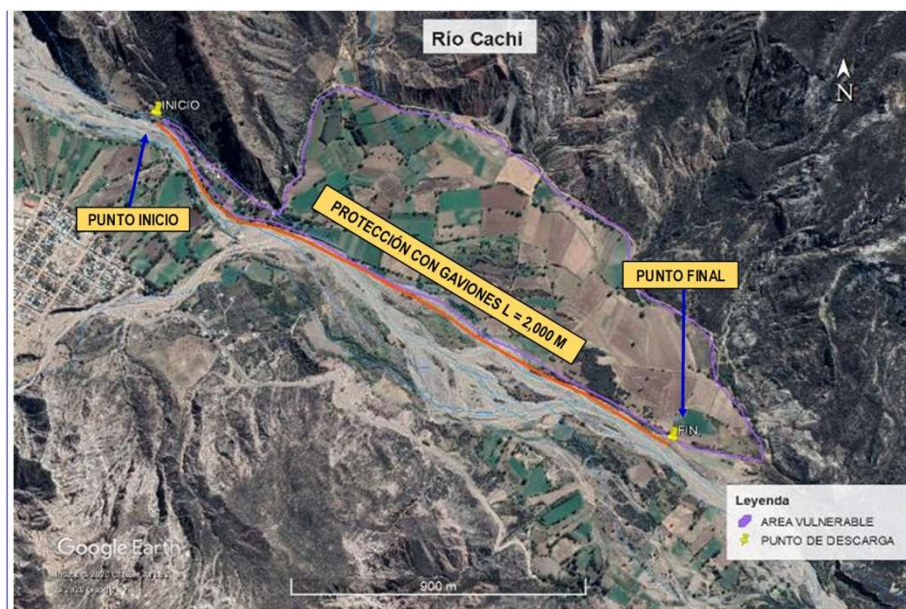 Río Cachi
N
INICIO
PUNTO INICIO
PROTECCIÓN CON GAVIONES L = 2,000 M
PUNTO FINAL
FIN
Leyenda
AREA VULNERABLE
PUNTO DE DESCARGA
Google Earth
© 2020
900 m